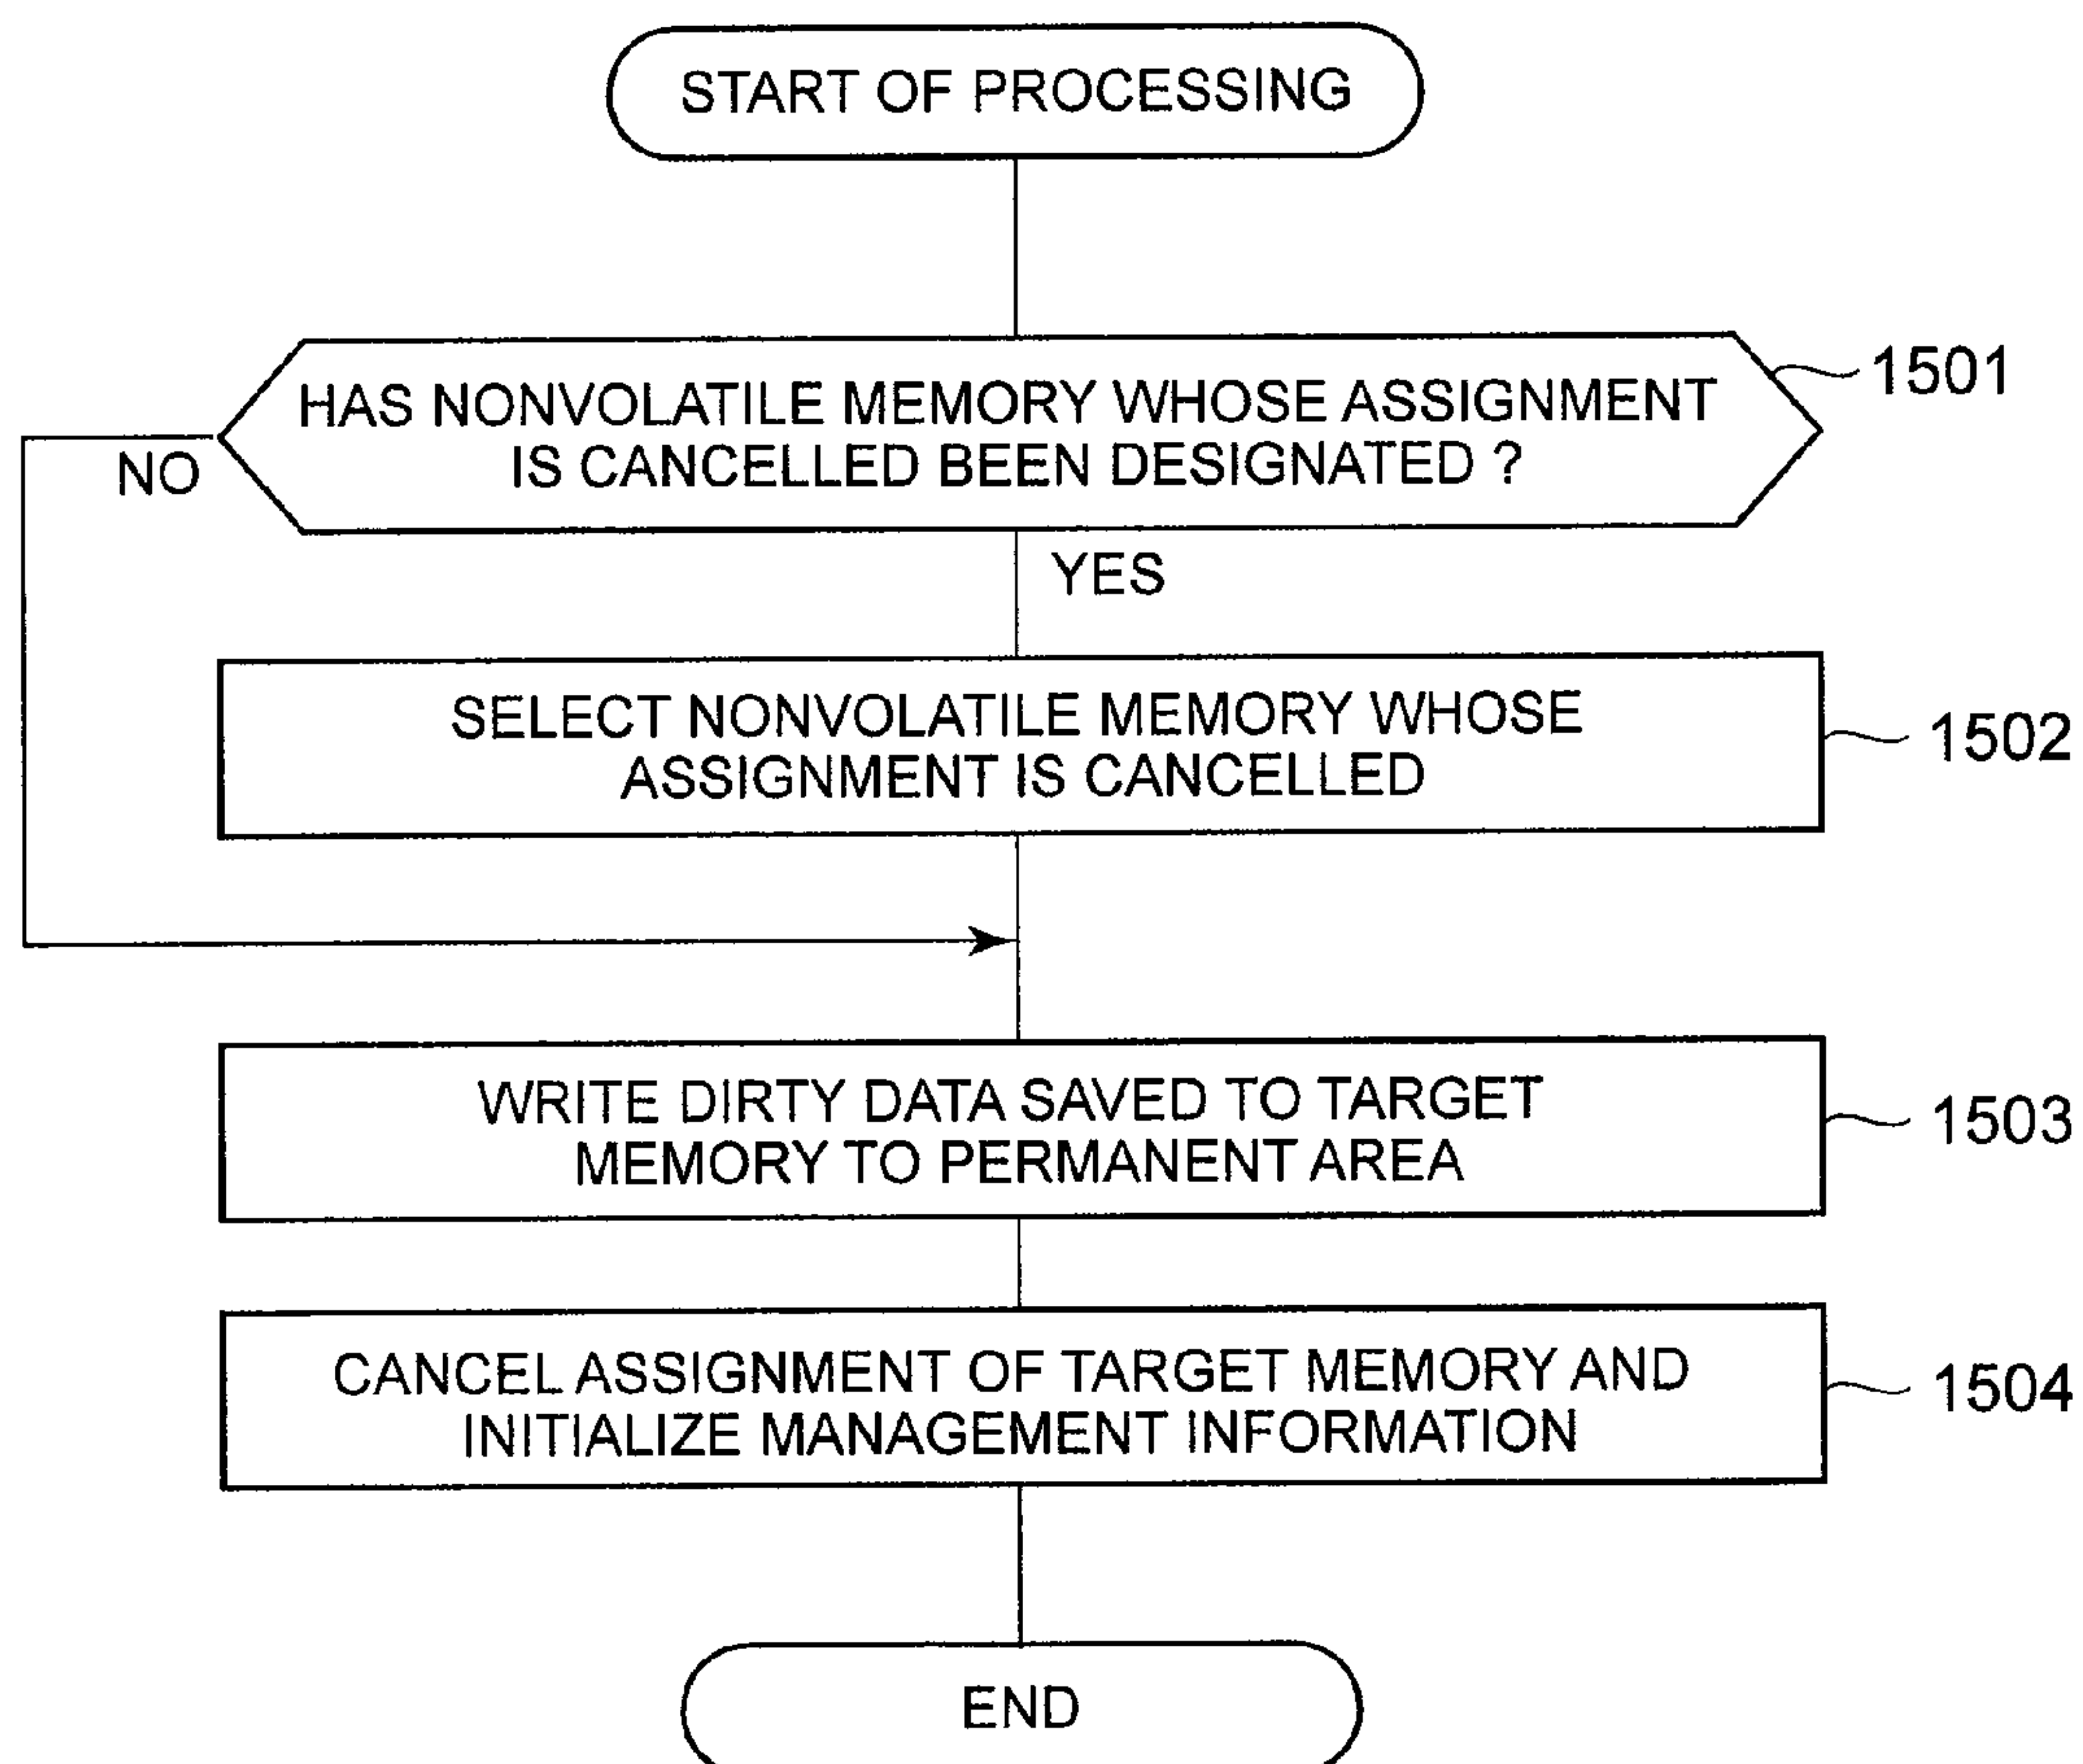 START OF PROCESSING
HAS NONVOLATILE MEMORY WHOSE ASSIGNMENT
IS CANCELLED BEEN DESIGNATED ?
1501
NO
YES
SELECT NONVOLATILE MEMORY WHOSE
ASSIGNMENT IS CANCELLED
1502
WRITE DIRTY DATA SAVED TO TARGET
MEMORY TO PERMANENT AREA
1503
CANCEL ASSIGNMENT OF TARGET MEMORY AND
INITIALIZE MANAGEMENT INFORMATION
1504
END